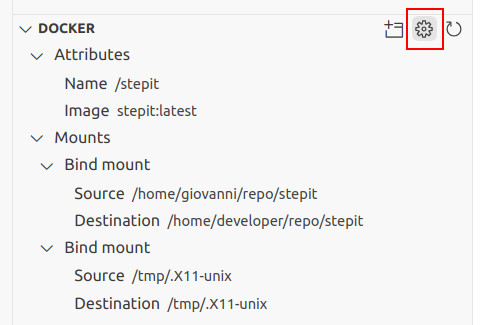 DOCKER
Attributes
Name /stepit
Image stepit:latest
Mounts
Bind mount
Source /home/giovanni/repo/stepit
Destination /home/developer/repo/stepit
Bind mount
Source /tmp/.X11-unix
Destination /tmp/.X11-unix